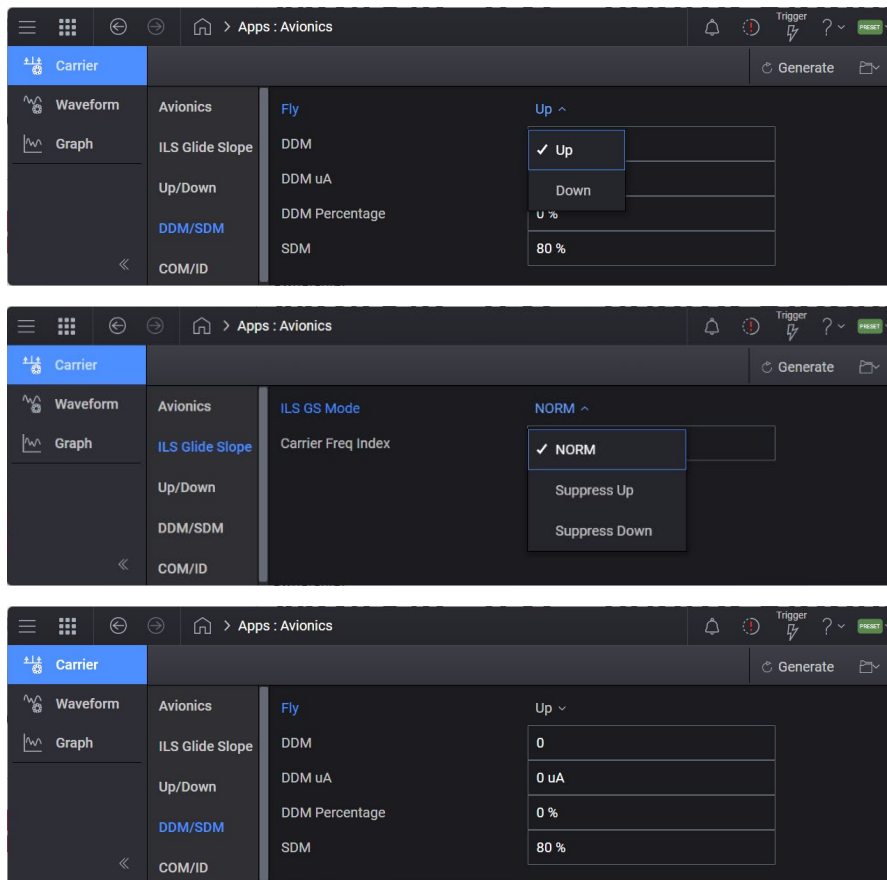 > Apps : Avionics Trigger ? PRESET
Carrier Generate
Waveform Avionics Fly Up
Graph ILS Glide Slope DDM ✓ Up
Up/Down DDM uA Down
DDM/SDM DDM Percentage 0 %
COM/ID SDM 80 %
> Apps : Avionics Trigger ? PRESET
Carrier Generate
Waveform Avionics ILS GS Mode NORM
Graph ILS Glide Slope Carrier Freq Index ✓ NORM
Up/Down Suppress Up
DDM/SDM Suppress Down
COM/ID
> Apps : Avionics Trigger ? PRESET
Carrier Generate
Waveform Avionics Fly Up
Graph ILS Glide Slope DDM 0
Up/Down DDM uA 0 uA
DDM/SDM DDM Percentage 0 %
COM/ID SDM 80 %